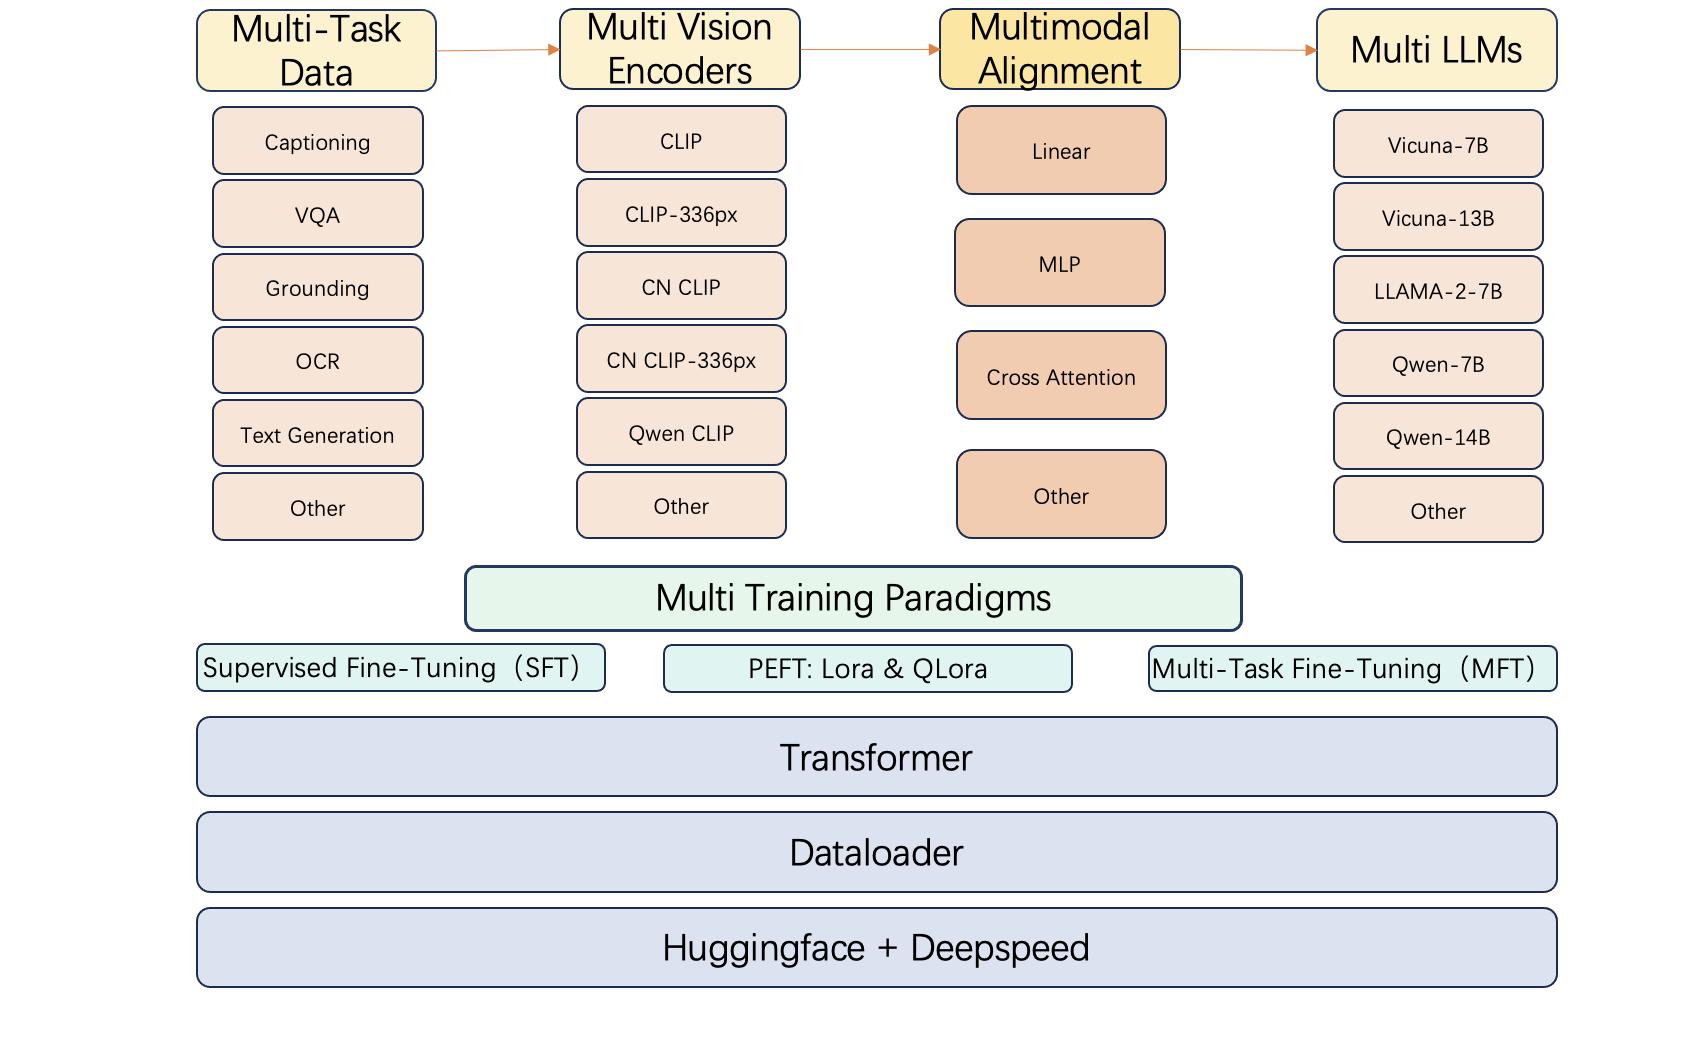 Multi-Task
Data
Multi Vision
Encoders
Multimodal
Alignment
Multi LLMs
Captioning
VQA
Grounding
OCR
Text Generation
Other
CLIP
CLIP-336px
CN CLIP
CN CLIP-336px
Qwen CLIP
Other
Linear
MLP
Cross Attention
Other
Vicuna-7B
Vicuna-13B
LLAMA-2-7B
Qwen-7B
Qwen-14B
Other
Multi Training Paradigms
Supervised Fine-Tuning（SFT）
PEFT: Lora & QLora
Multi-Task Fine-Tuning（MFT）
Transformer
Dataloader
Huggingface + Deepspeed